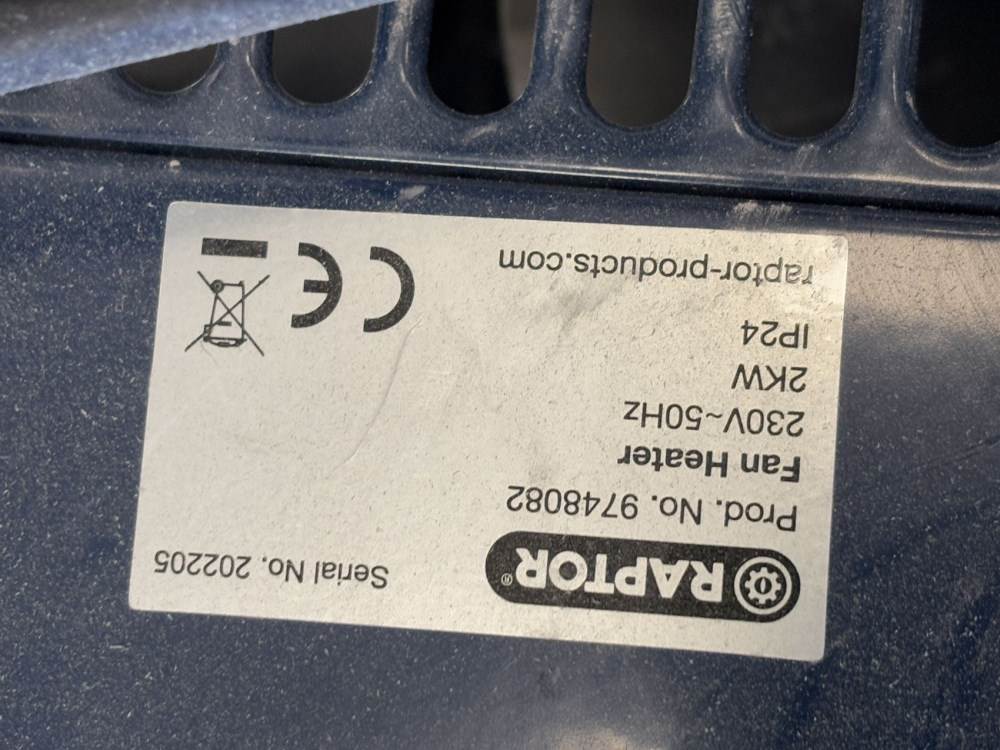 RAPTOR®
Serial No. 202205
Prod. No. 9748082
Fan Heater
230V~50Hz
2KW
IP24
raptor-products.com
CE